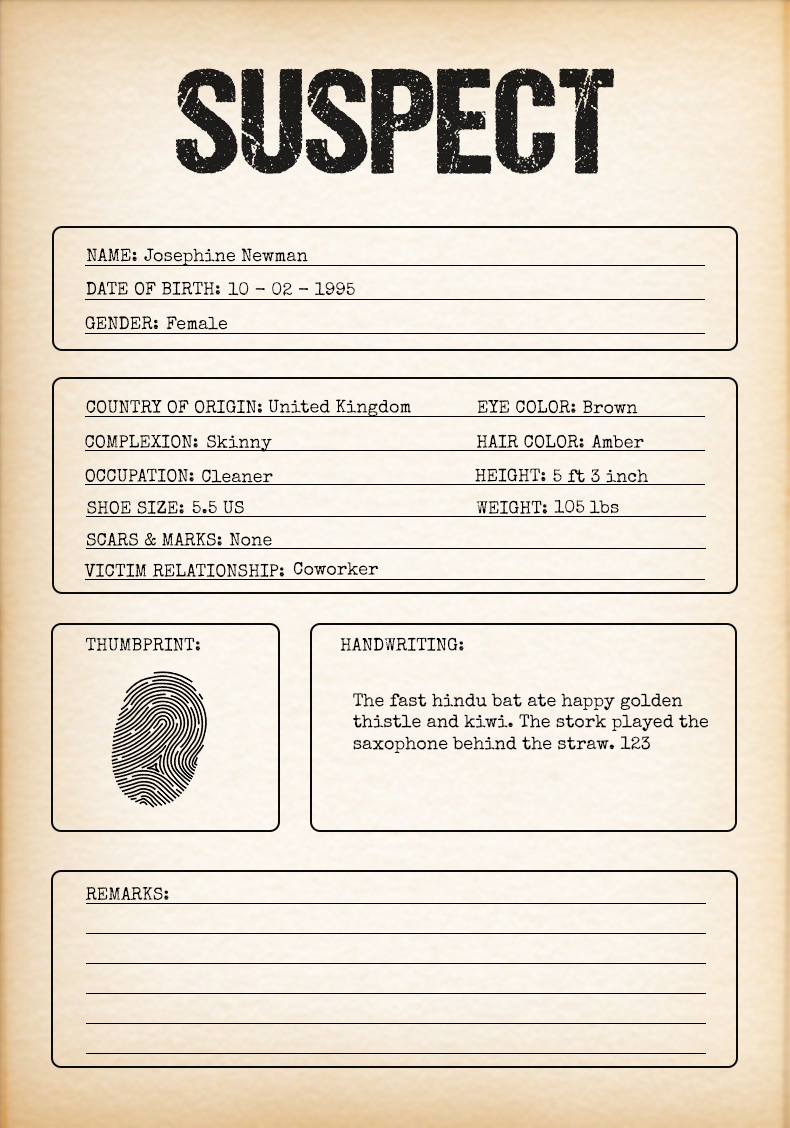 SUSPECT
NAME: Josephine Newman
DATE OF BIRTH: 10 - 02 - 1995
GENDER: Female
COUNTRY OF ORIGIN: United Kingdom EYE COLOR: Brown
COMPLEXION: Skinny HAIR COLOR: Amber
OCCUPATION: Cleaner HEIGHT: 5 ft 3 inch
SHOE SIZE: 5.5 US WEIGHT: 105 lbs
SCARS & MARKS: None
VICTIM RELATIONSHIP: Coworker
THUMBPRINT:
HANDWRITING:
The fast hindu bat ate happy golden
thistle and kiwi. The stork played the
saxophone behind the straw. 123
REMARKS: